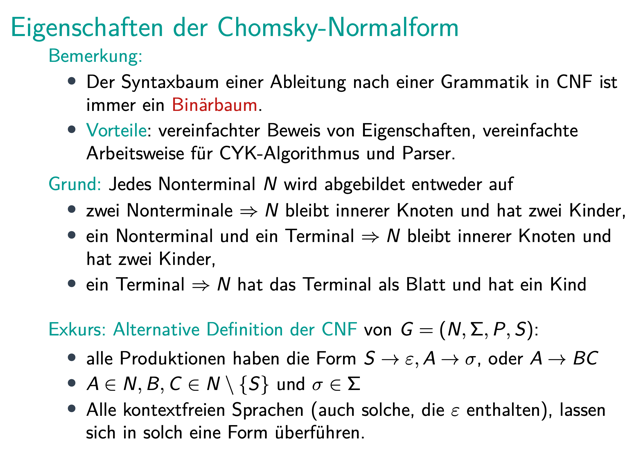 Eigenschaften der Chomsky-Normalform
Bemerkung:
• Der Syntaxbaum einer Ableitung nach einer Grammatik in CNF ist
immer ein Binärbaum.
• Vorteile: vereinfachter Beweis von Eigenschaften, vereinfachte
Arbeitsweise für CYK-Algorithmus und Parser.
Grund: Jedes Nonterminal N wird abgebildet entweder auf
• zwei Nonterminale ⇒ N bleibt innerer Knoten und hat zwei Kinder,
• ein Nonterminal und ein Terminal ⇒ N bleibt innerer Knoten und
hat zwei Kinder,
• ein Terminal ⇒ N hat das Terminal als Blatt und hat ein Kind
Exkurs: Alternative Definition der CNF von G = (N, Σ, P, S):
• alle Produktionen haben die Form S → ε, A → σ, oder A → BC
• A ∈ N, B, C ∈ N \ {S} und σ ∈ Σ
• Alle kontextfreien Sprachen (auch solche, die ε enthalten), lassen
sich in solch eine Form überführen.